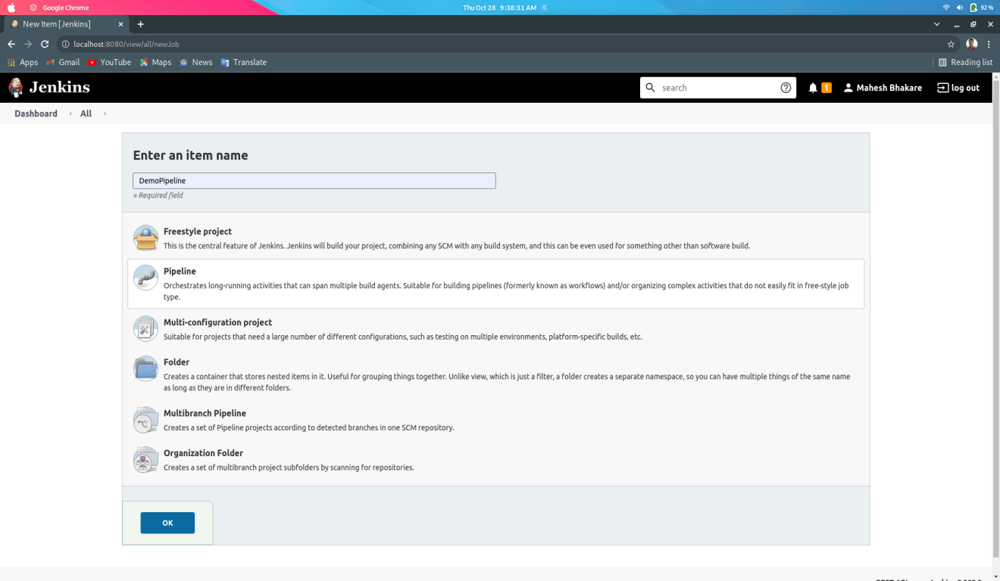 Google Chrome
Thu Oct 28 9:38:31 AM
92%
New Item [Jenkins]
localhost:8080/view/all/newJob
Apps Gmail YouTube Maps News Translate Reading list
Jenkins
search 1 Mahesh Bhakare log out
Dashboard All
Enter an item name
DemoPipeline
» Required field
Freestyle project
This is the central feature of Jenkins. Jenkins will build your project, combining any SCM with any build system, and this can be even used for something other than software build.
Pipeline
Orchestrates long-running activities that can span multiple build agents. Suitable for building pipelines (formerly known as workflows) and/or organizing complex activities that do not easily fit in free-style job
type.
Multi-configuration project
Suitable for projects that need a large number of different configurations, such as testing on multiple environments, platform-specific builds, etc.
Folder
Creates a container that stores nested items in it. Useful for grouping things together. Unlike view, which is just a filter, a folder creates a separate namespace, so you can have multiple things of the same name
as long as they are in different folders.
Multibranch Pipeline
Creates a set of Pipeline projects according to detected branches in one SCM repository.
Organization Folder
Creates a set of multibranch project subfolders by scanning for repositories.
OK